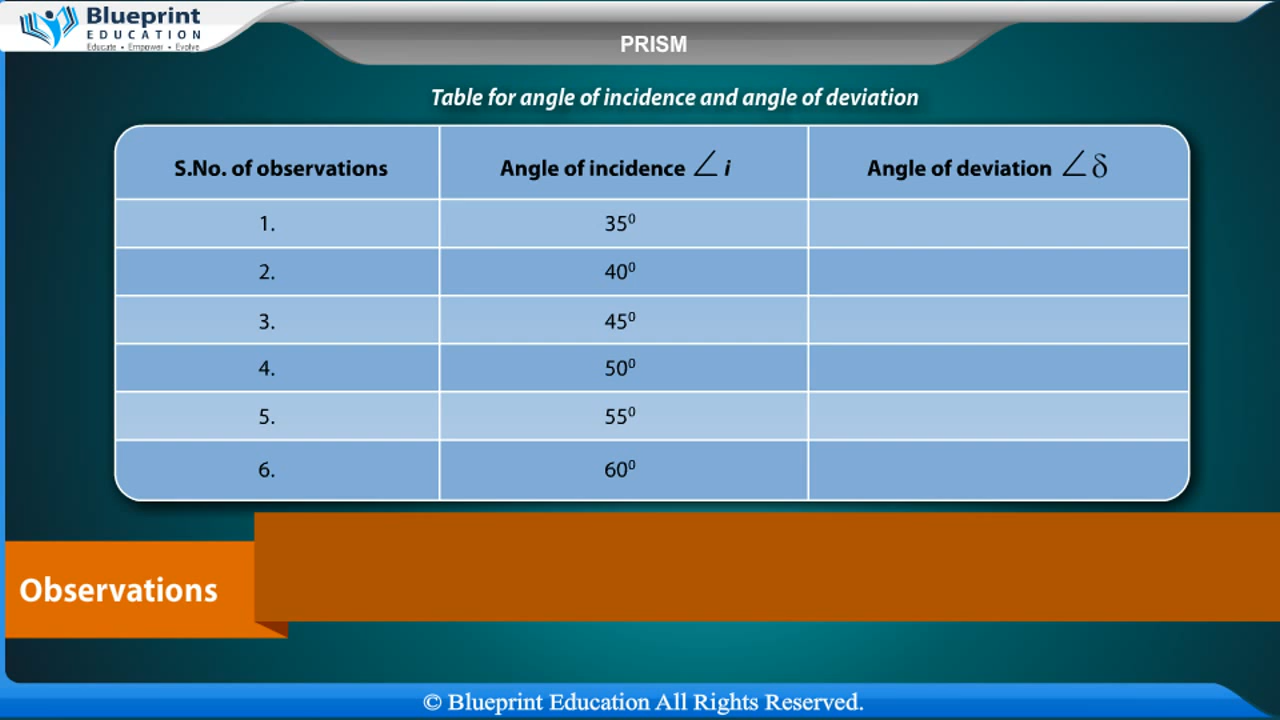 Blueprint
EDUCATION
Educate • Empower • Evolve
PRISM
Table for angle of incidence and angle of deviation
S.No. of observations Angle of incidence ∠ i Angle of deviation ∠ δ
1. 35⁰
2. 40⁰
3. 45⁰
4. 50⁰
5. 55⁰
6. 60⁰
Observations
© Blueprint Education All Rights Reserved.